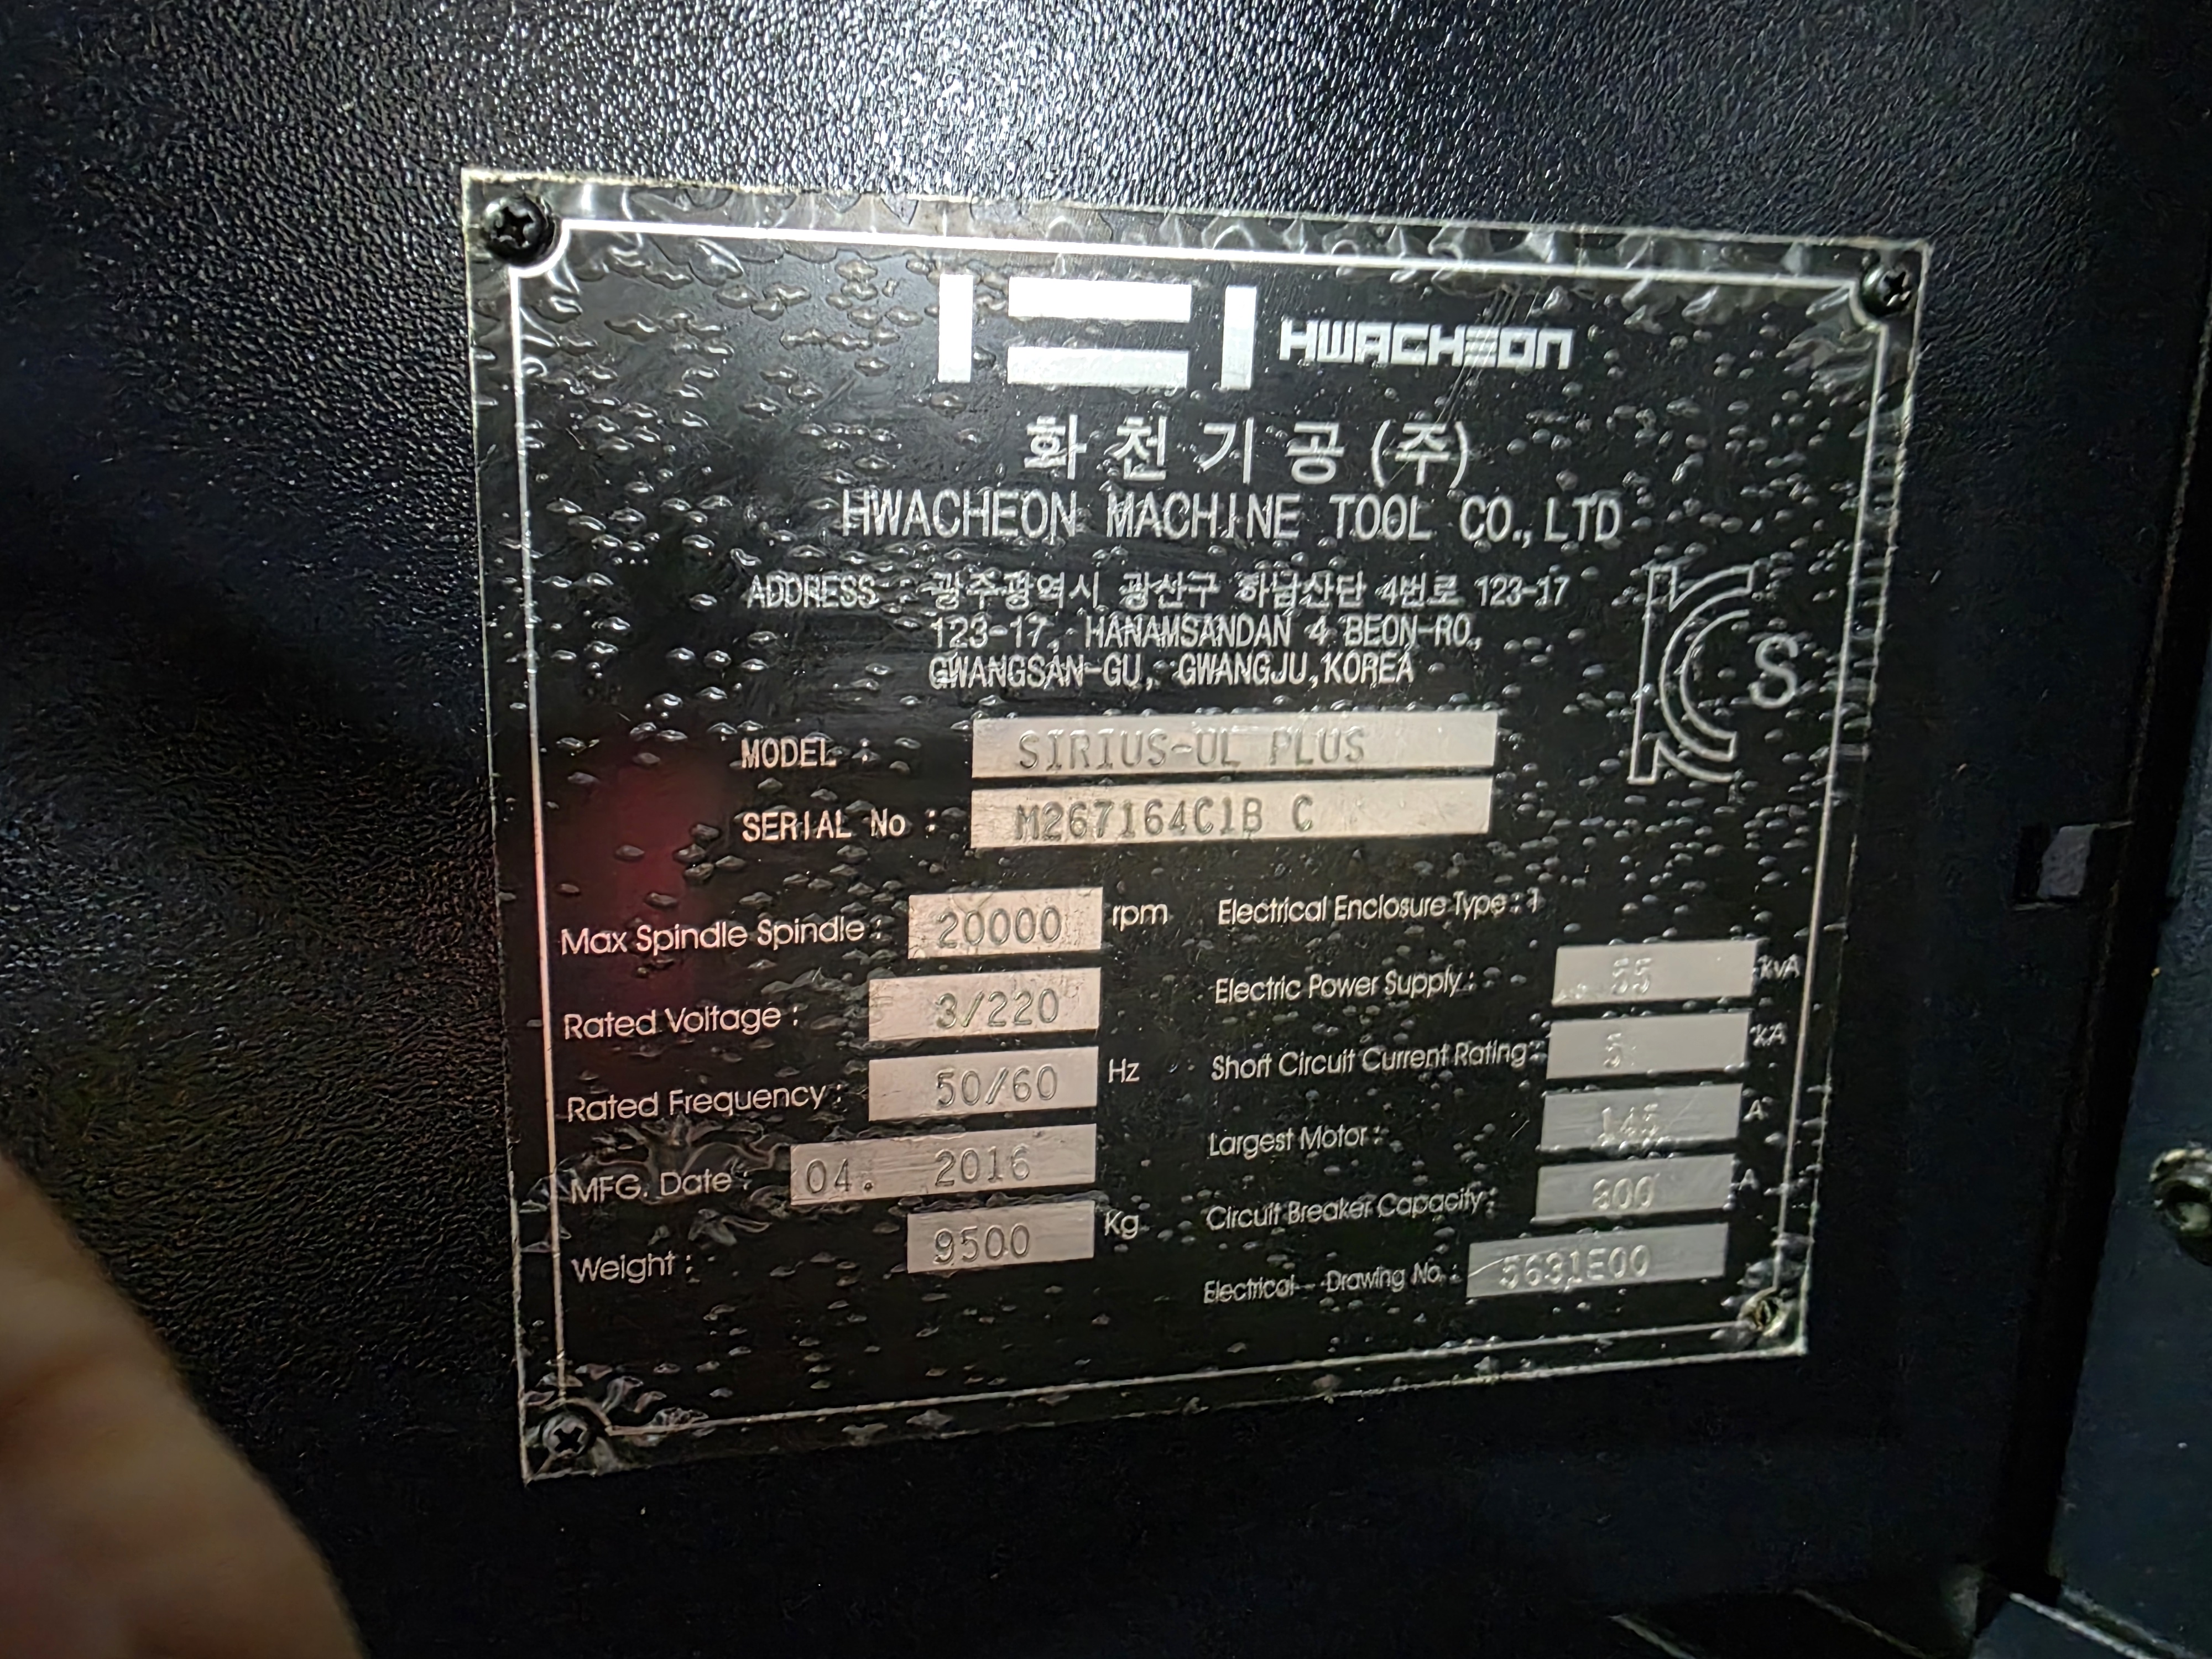 HWACHEON
화천기공(주)
HWACHEON MACHINE TOOL CO.,LTD
ADDRESS : 광주광역시 광산구 하남산단 4번로 123-17
123-17, HANAMSANDAN 4 BEON-RO,
GWANGSAN-GU, GWANGJU,KOREA
KC S
MODEL : SIRIUS-UL PLUS
SERIAL No : M267164C1B C
Max Spindle Spindle : 20000 rpm
Rated Voltage : 3/220
Rated Frequency : 50/60 Hz
MFG. Date : 04. 2016
Weight : 9500 Kg
Electrical Enclosure Type : 1
Electric Power Supply : 55 kvA
Short Circuit Current Rating : 5 kA
Largest Motor : 145 A
Circuit Breaker Capacity : A
Electrical Drawing No. : 5631E00